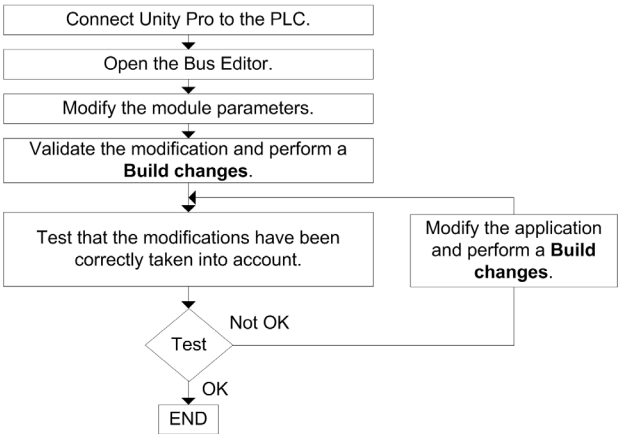 Connect Unity Pro to the PLC.
Open the Bus Editor.
Modify the module parameters.
Validate the modification and perform a
Build changes.
Test that the modifications have been
correctly taken into account.
Modify the application
and perform a Build
changes.
Not OK
Test
OK
END